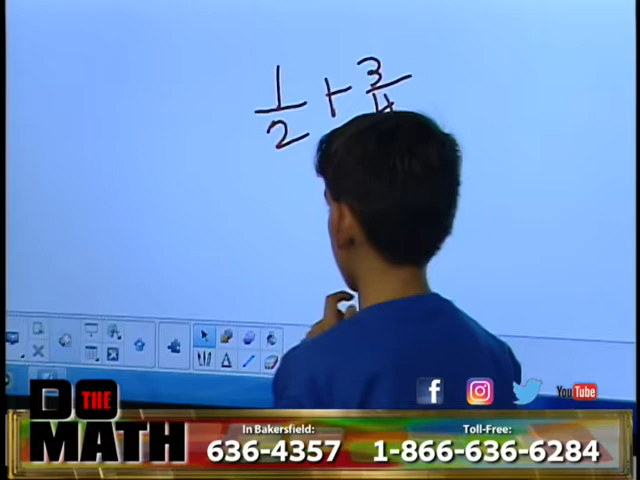 1/2 + 3/4
DO THE MATH
In Bakersfield:
636-4357
Toll-Free:
1-866-636-6284
f
YouTube